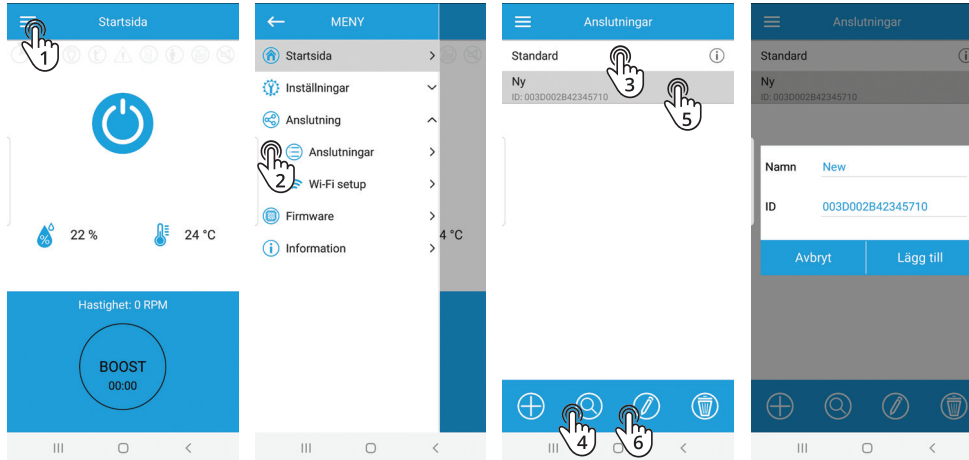 Startsida
1
22 %
24 °C
Hastighet: 0 RPM
BOOST
00:00
MENY
Startsida
Inställningar
Anslutning
Anslutningar
2
Wi-Fi setup
Firmware
Information
4 °C
Anslutningar
Standard
3
Ny
ID: 003D002B42345710
5
4
6
Anslutningar
Standard
Ny
ID: 003D002B42345710
Namn New
ID 003D002B42345710
Avbryt Lägg till